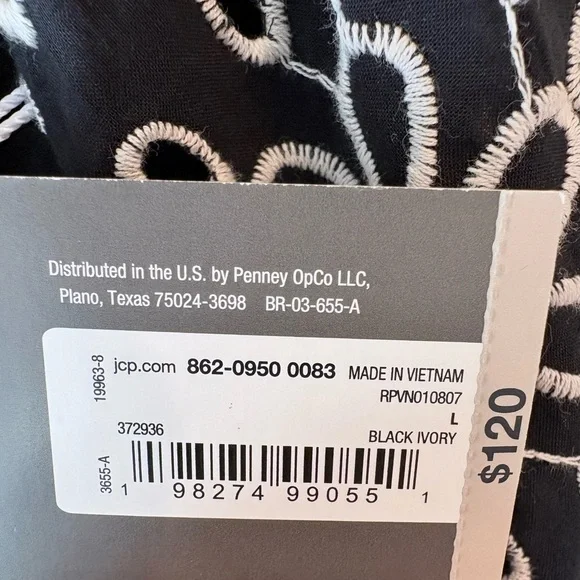 Distributed in the U.S. by Penney OpCo LLC,
Plano, Texas 75024-3698 BR-03-655-A
19963-8
jcp.com 862-0950 0083 MADE IN VIETNAM
RPVN010807
L
372936 BLACK IVORY
3655-A
1 98274 99055 1
$120